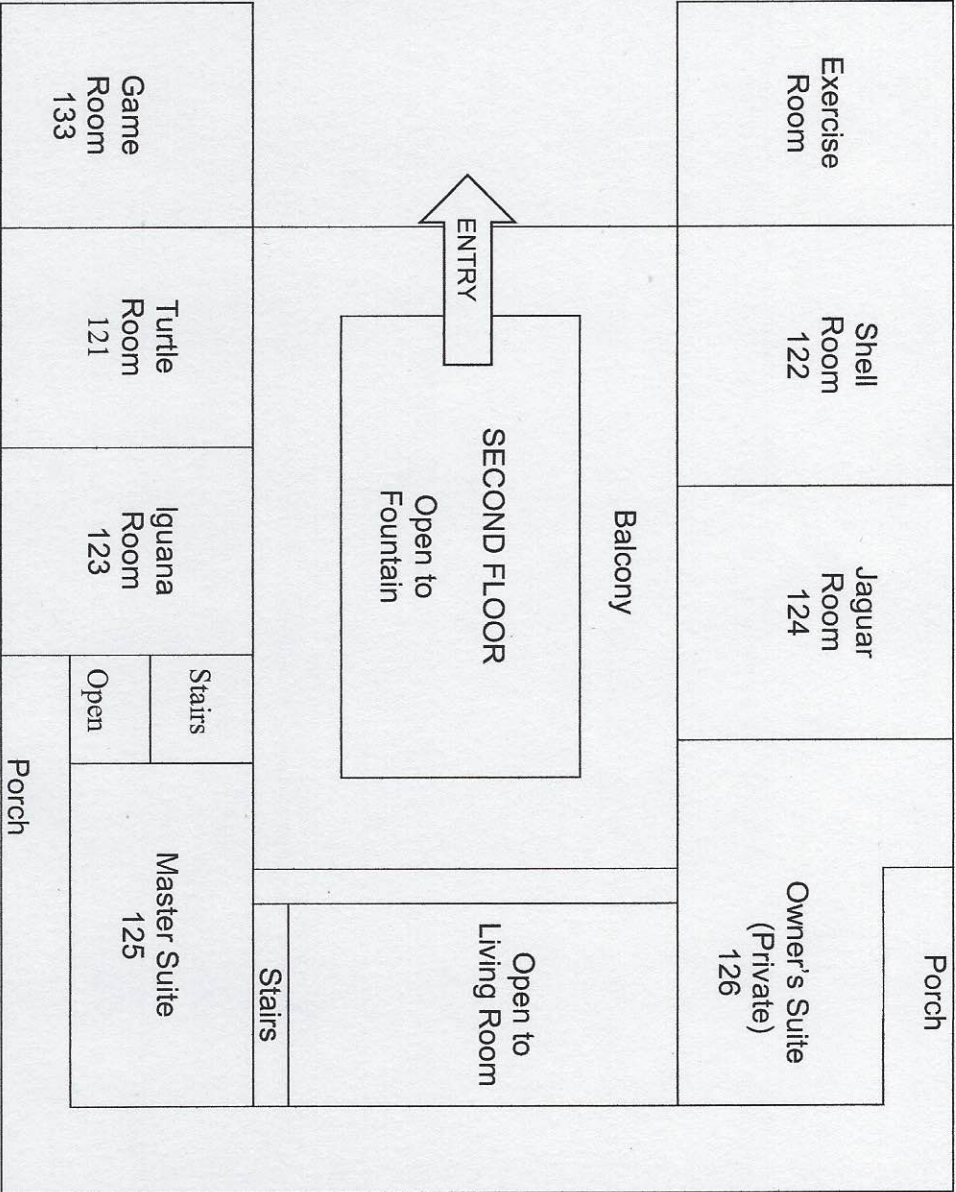 Exercise
Room
Shell
Room
122
Jaguar
Room
124
Porch
Owner's Suite
(Private)
126
Balcony
ENTRY
SECOND FLOOR
Open to
Fountain
Open to
Living Room
Stairs
Game
Room
133
Turtle
Room
121
Iguana
Room
123
Stairs
Open
Master Suite
125
Porch